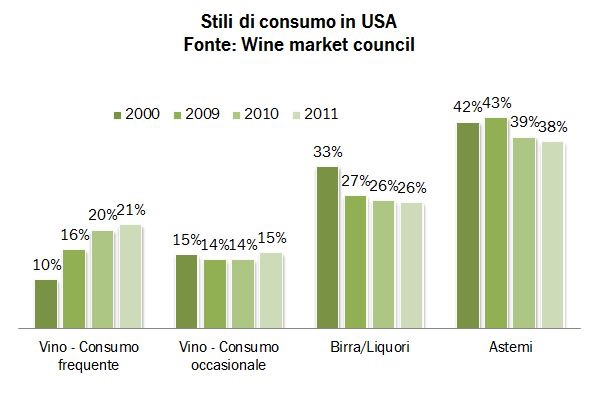 Stili di consumo in USA
Fonte: Wine market council
2000 2009 2010 2011
10% 16% 20% 21%
15% 14% 14% 15%
33% 27% 26% 26%
42% 43% 39% 38%
Vino - Consumo frequente
Vino - Consumo occasionale
Birra/Liquori
Astemi